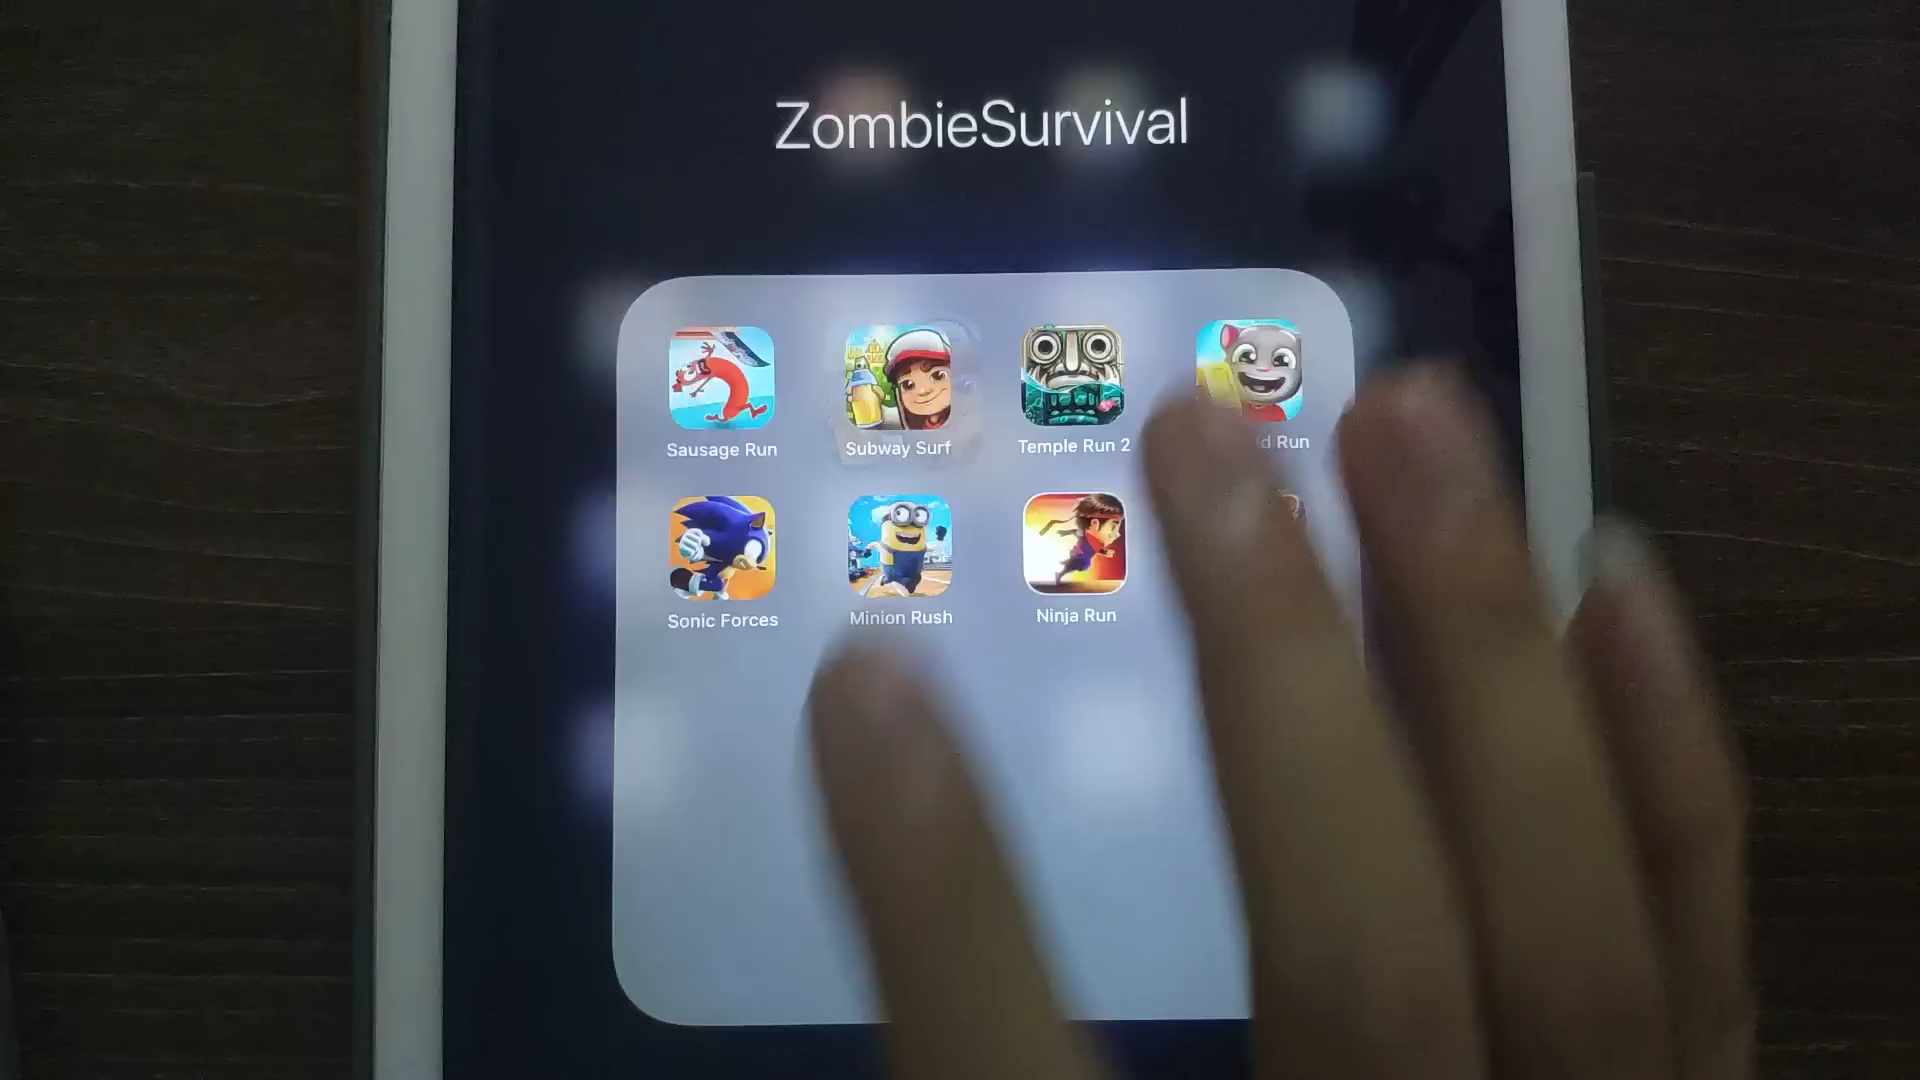 ZombieSurvival
Sausage Run
Subway Surf
Temple Run 2
Run
Sonic Forces
Minion Rush
Ninja Run